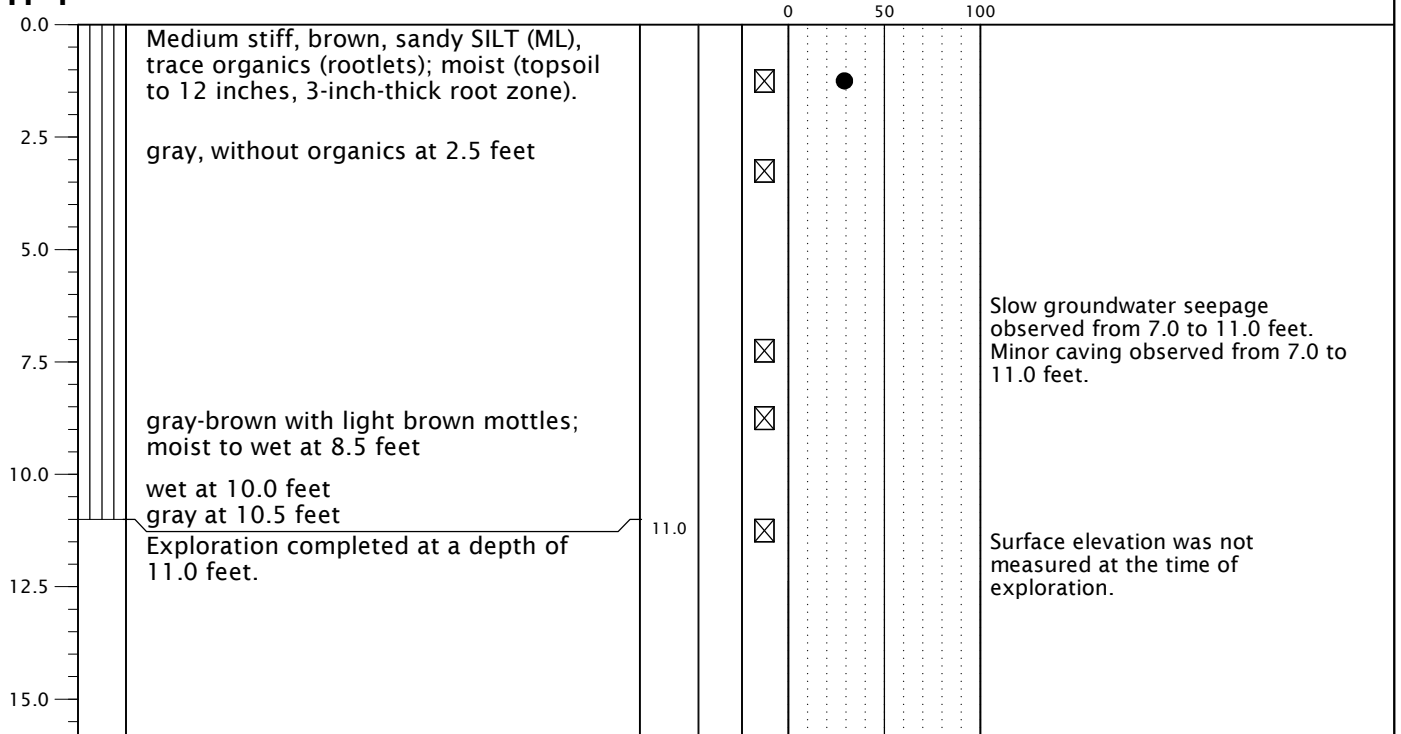 0 50 100
0.0
Medium stiff, brown, sandy SILT (ML),
trace organics (rootlets); moist (topsoil
to 12 inches, 3-inch-thick root zone).
2.5
gray, without organics at 2.5 feet
5.0
Slow groundwater seepage
observed from 7.0 to 11.0 feet.
Minor caving observed from 7.0 to
11.0 feet.
7.5
gray-brown with light brown mottles;
moist to wet at 8.5 feet
10.0
wet at 10.0 feet
gray at 10.5 feet
11.0
Exploration completed at a depth of
11.0 feet.
Surface elevation was not
measured at the time of
exploration.
12.5
15.0